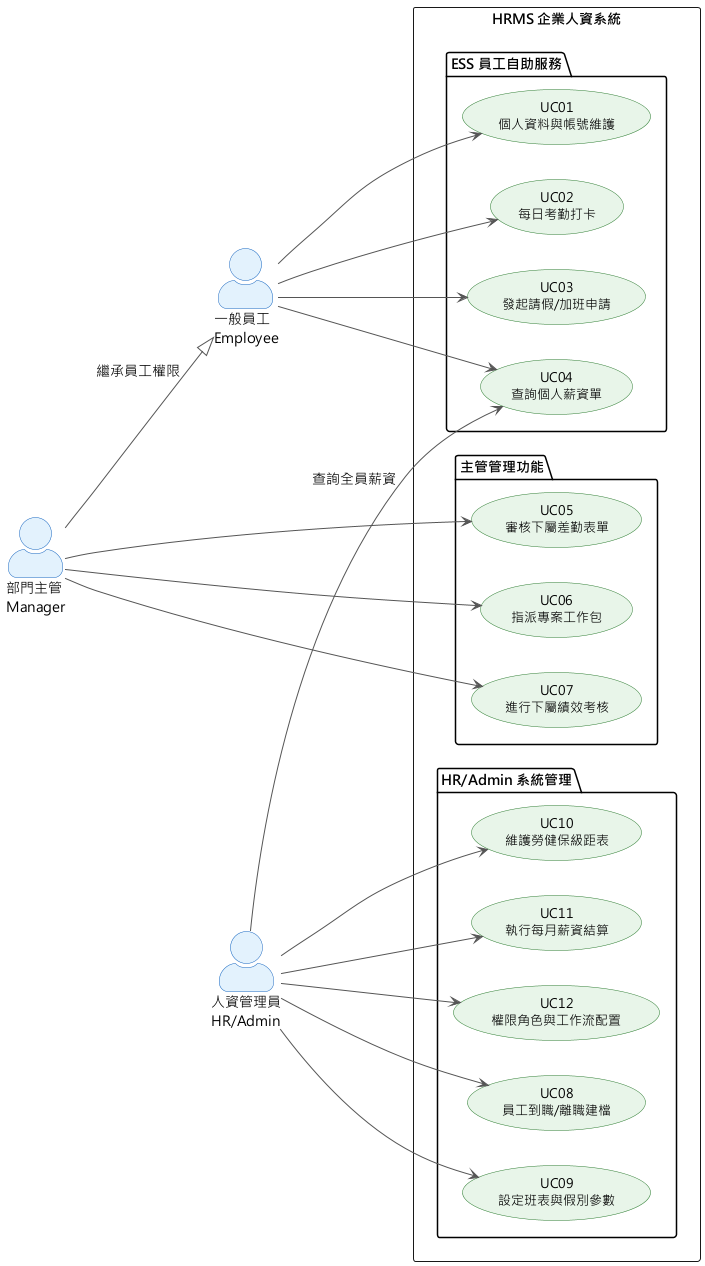 HRMS 企業人資系統
ESS 員工自助服務
UC01
個人資料與帳號維護
UC02
每日考勤打卡
UC03
發起請假/加班申請
UC04
查詢個人薪資單
一般員工
Employee
繼承員工權限
查詢全員薪資
主管管理功能
UC05
審核下屬差勤表單
UC06
指派專案工作包
UC07
進行下屬績效考核
部門主管
Manager
HR/Admin 系統管理
UC10
維護勞健保級距表
UC11
執行每月薪資結算
UC12
權限角色與工作流配置
UC08
員工到職/離職建檔
UC09
設定班表與假別參數
人資管理員
HR/Admin